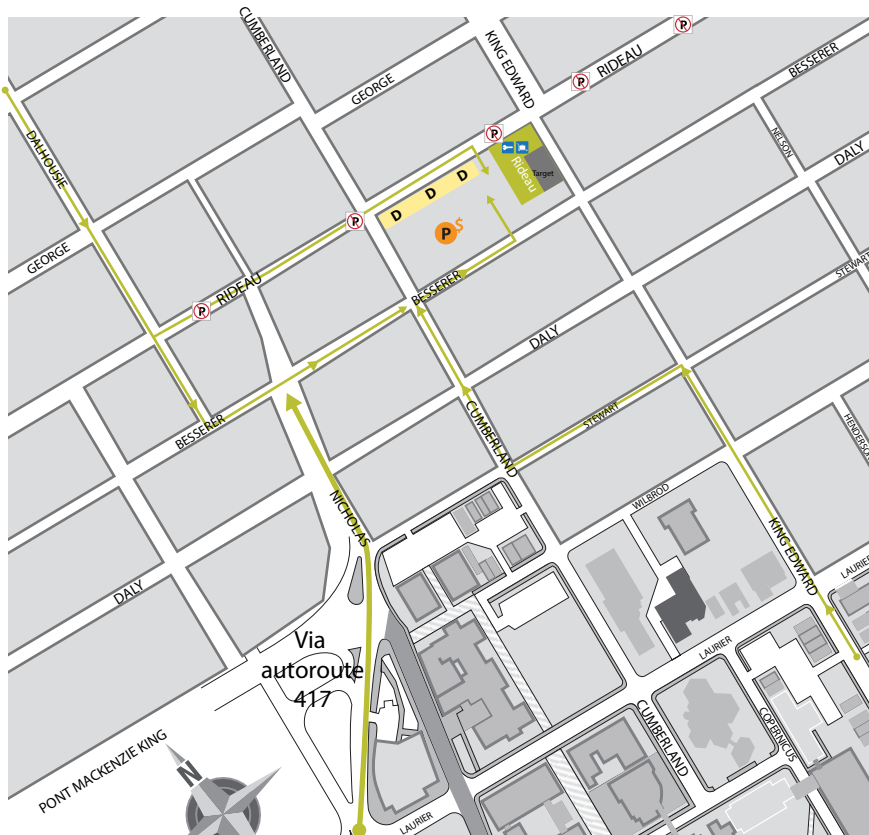 CUMBERLAND
KING EDWARD
RIDEAU
BESSERER
GEORGE
P
P
P
NELSON
DALY
DALHOUSIE
Rideau
Target
D D D
P $
P
GEORGE
RIDEAU
P
BESSERER
STEWART
DALY
BESSERER
CUMBERLAND
STEWART
HENDERSON
NICHOLAS
WILBROD
KING EDWARD
DALY
LAURIER
Via
autoroute
417
LAURIER
CUMBERLAND
COPERNICUS
PONT MACKENZIE KING
N
LAURIER